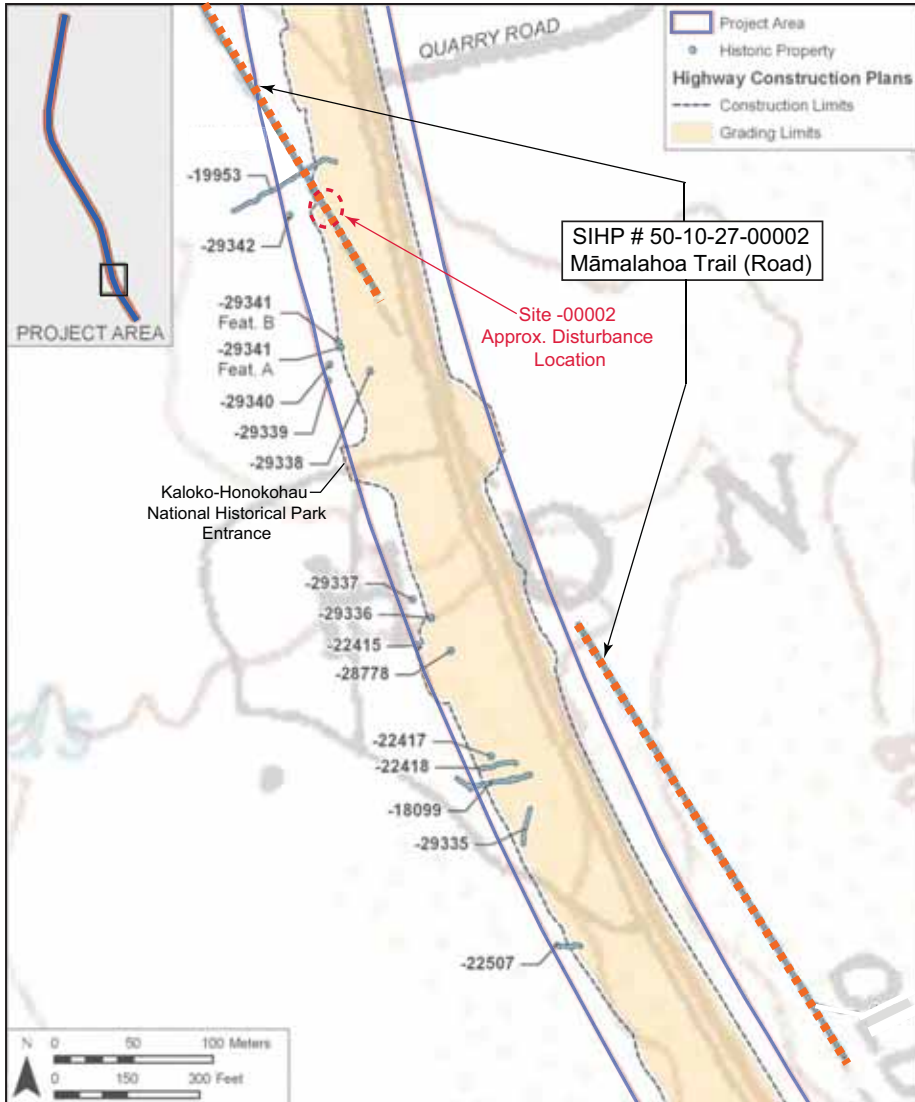 PROJECT AREA
QUARRY ROAD
Project Area
Historic Property
Highway Construction Plans
Construction Limits
Grading Limits
SIHP # 50-10-27-00002
Māmalahoa Trail (Road)
-19953
-29342
Site -00002
Approx. Disturbance
Location
-29341
Feat. B
-29341
Feat. A
-29340
-29339
-29338
Kaloko-Honokohau
National Historical Park
Entrance
N
-29337
-29336
-22415
-28778
-22417
-22418
-18099
-29335
-22507
OLD
N 0 50 100 Meters
0 150 300 Feet